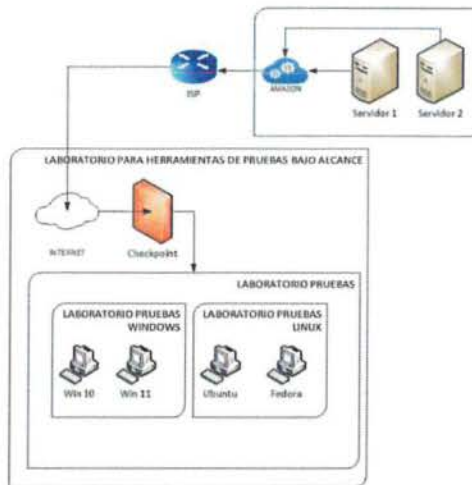 ISP
AMAZON
Servidor 1
Servidor 2
LABORATORIO PARA HERRAMIENTAS DE PRUEBAS BAJO ALCANCE
INTERNET
Checkpoint
LABORATORIO PRUEBAS
LABORATORIO PRUEBAS
WINDOWS
LABORATORIO PRUEBAS
LINUX
Win 10
Win 11
Ubuntu
Fedora